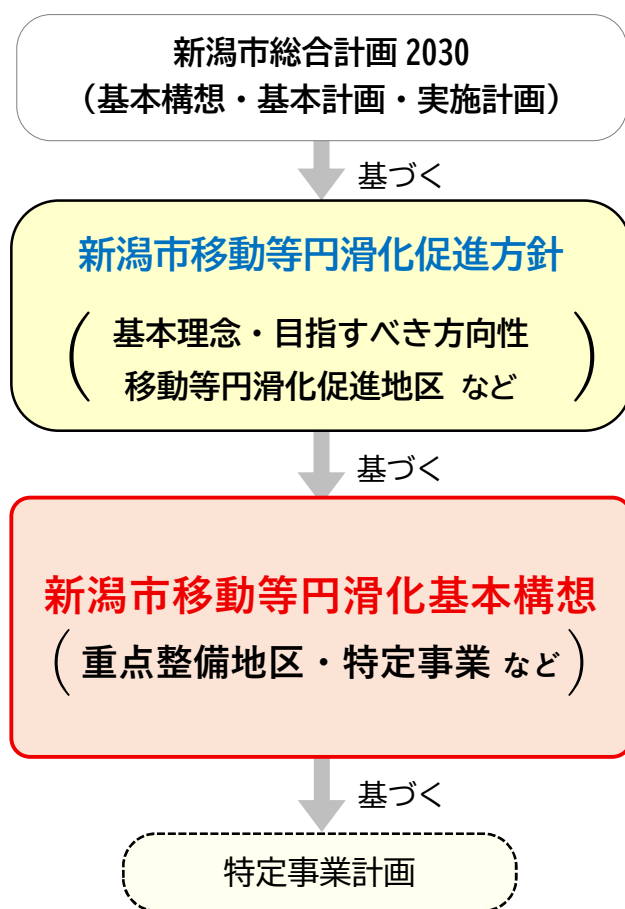 新潟市総合計画 2030
（基本構想・基本計画・実施計画）
基づく
新潟市移動等円滑化促進方針
（基本理念・目指すべき方向性
移動等円滑化促進地区 など）
基づく
新潟市移動等円滑化基本構想
（重点整備地区・特定事業 など）
基づく
特定事業計画